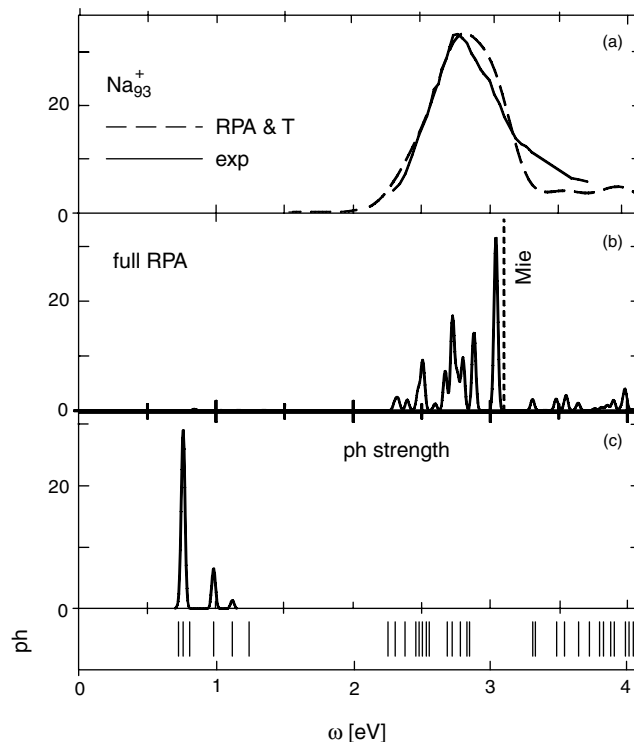 (a)
Na93+
RPA & T
exp
20
0
(b)
full RPA
Mie
20
0
ph strength
(c)
20
0
ph
0 1 2 3 4
ω [eV]